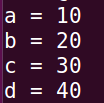 a = 10
b = 20
c = 30
d = 40